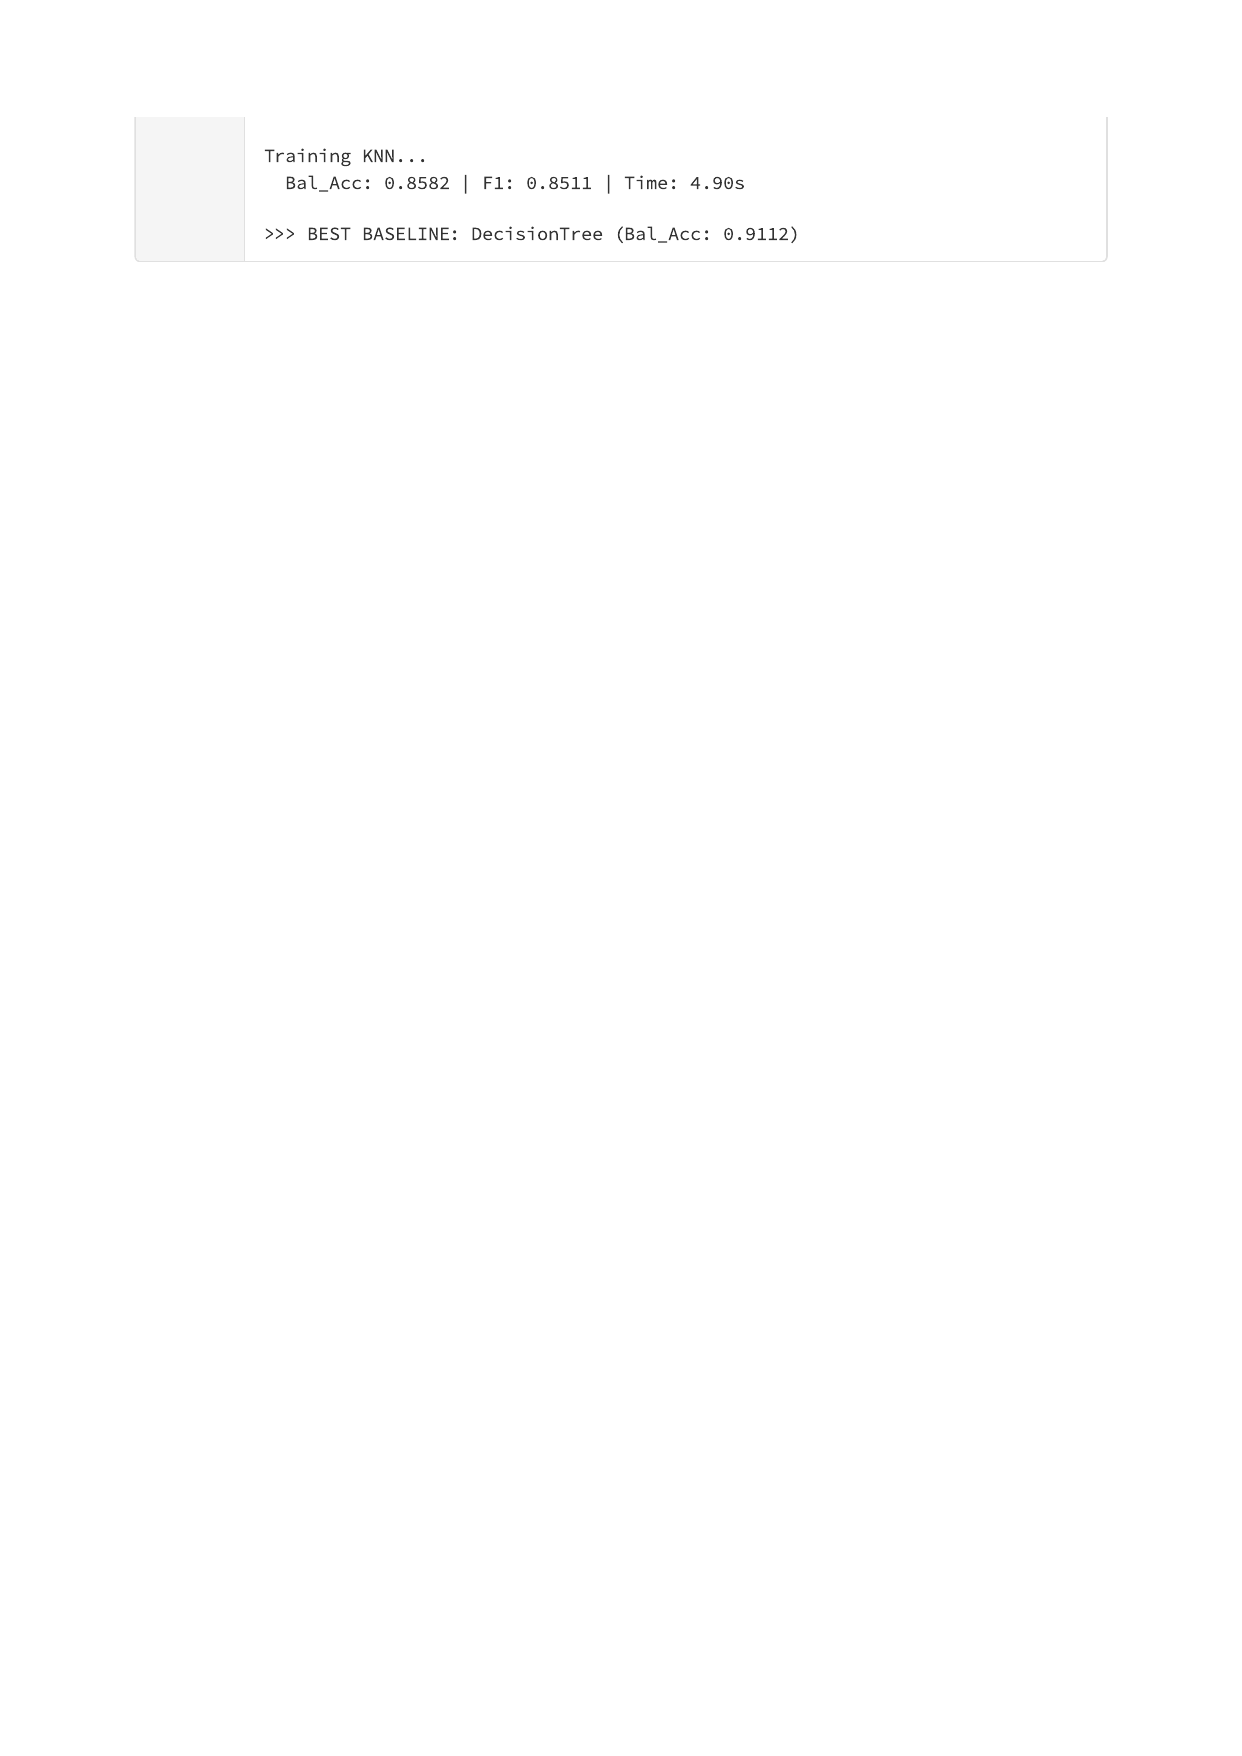 Training KNN...
Bal_Acc: 0.8582 | F1: 0.8511 | Time: 4.90s
>>> BEST BASELINE: DecisionTree (Bal_Acc: 0.9112)